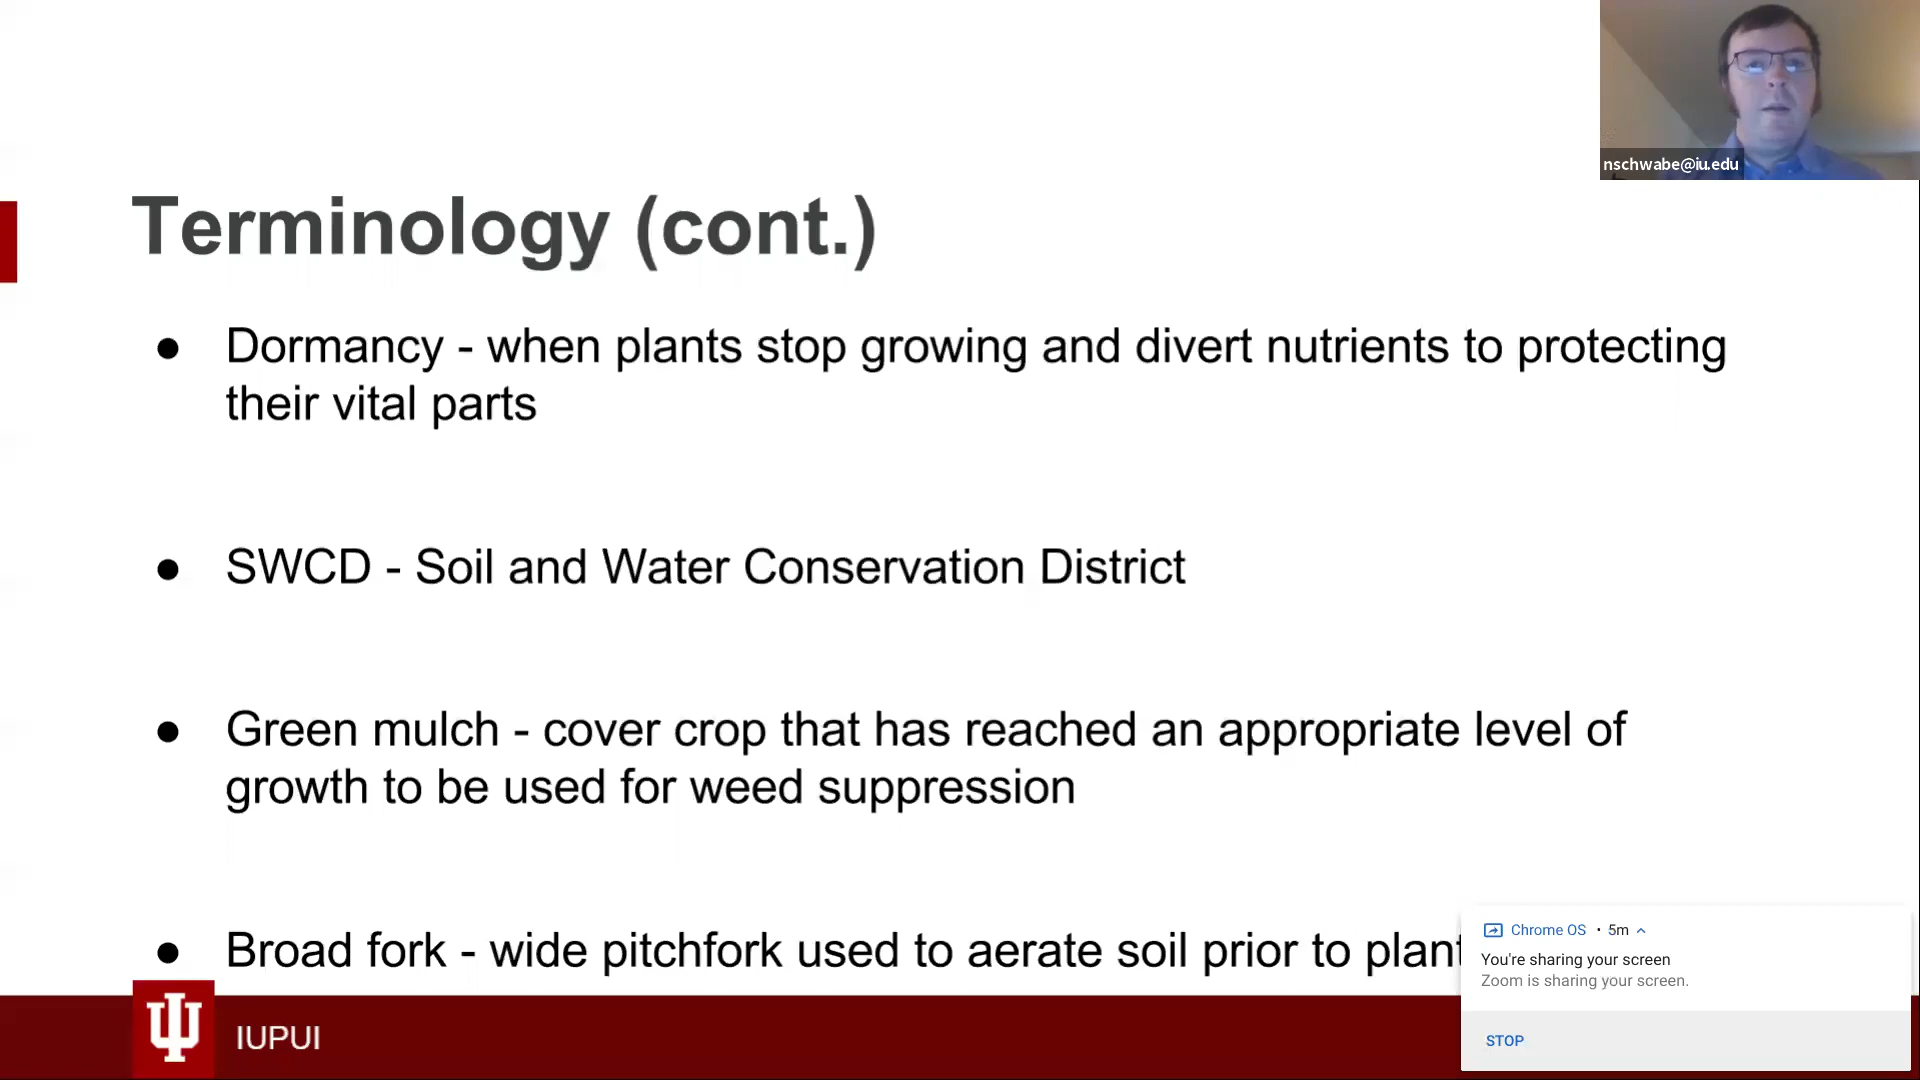 nschwabe@iu.edu
Terminology (cont.)
● Dormancy - when plants stop growing and divert nutrients to protecting
their vital parts
● SWCD - Soil and Water Conservation District
● Green mulch - cover crop that has reached an appropriate level of
growth to be used for weed suppression
● Broad fork - wide pitchfork used to aerate soil prior to plant
IUPUI
Chrome OS • 5m
You're sharing your screen
Zoom is sharing your screen.
STOP